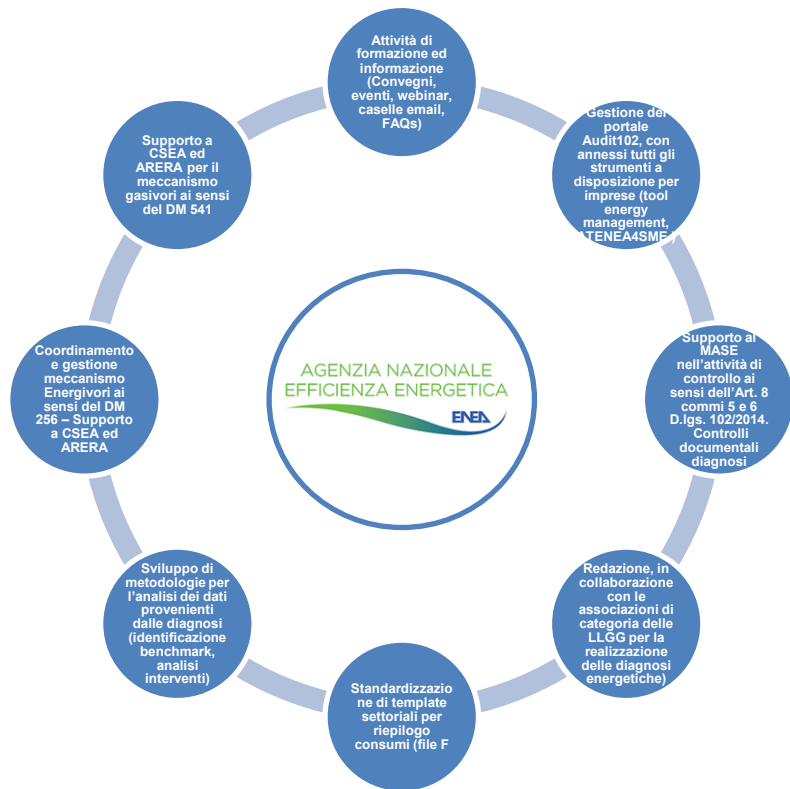 Attività di
formazione ed
informazione
(Convegni,
eventi, webinar,
caselle email,
FAQs)
Gestione del
portale
Audit102, con
annessi tutti gli
strumenti a
disposizione per
imprese (tool
energy
management,
ATENEA4SME )
Supporto al
MASE
nell’attività di
controllo ai
sensi dell’Art. 8
commi 5 e 6
D.lgs. 102/2014.
Controlli
documentali
diagnosi
Redazione, in
collaborazione
con le
associazioni di
categoria delle
LLGG per la
realizzazione
delle diagnosi
energetiche)
Standardizzazio
ne di template
settoriali per
riepilogo
consumi (file F
Sviluppo di
metodologie per
l’analisi dei dati
provenienti
dalle diagnosi
(identificazione
benchmark,
analisi
interventi)
Coordinamento
e gestione
meccanismo
Energivori ai
sensi del DM
256 – Supporto
a CSEA ed
ARERA
Supporto a
CSEA ed
ARERA per il
meccanismo
gasivori ai sensi
del DM 541
AGENZIA NAZIONALE
EFFICIENZA ENERGETICA
ENEA